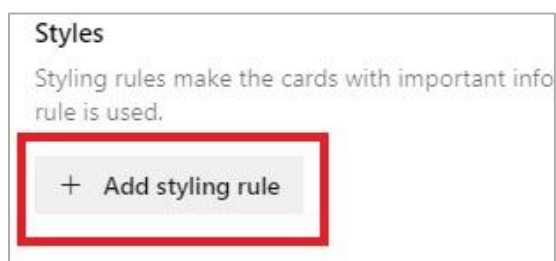 Styles
Styling rules make the cards with important info
rule is used.
+ Add styling rule